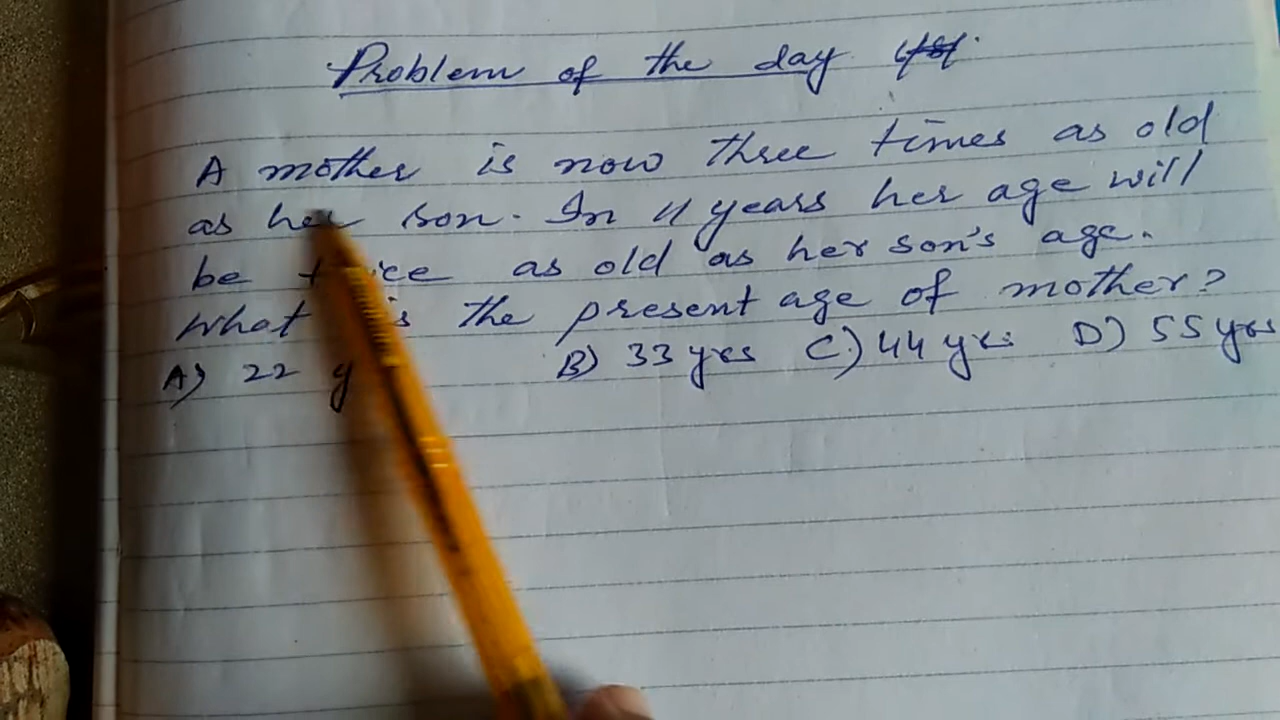 Problem of the day
A mother is now three times as old
as her son. In 11 years her age will
be as old as her son's age.
What the present age of mother?
A) 22 B) 33 yrs C) 44 yrs D) 55 yrs